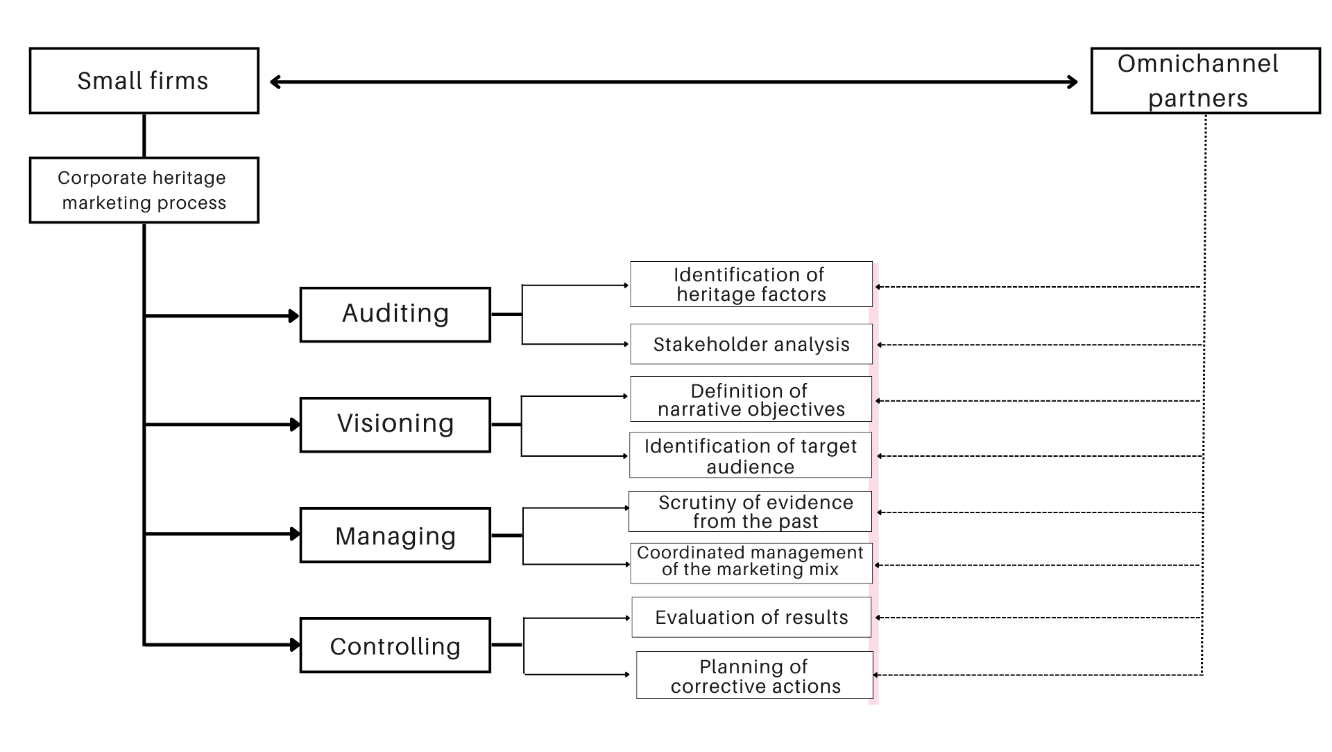 Small firms
Omnichannel
partners
Corporate heritage
marketing process
Auditing
Identification of
heritage factors
Stakeholder analysis
Visioning
Definition of
narrative objectives
Identification of target
audience
Managing
Scrutiny of evidence
from the past
Coordinated management
of the marketing mix
Controlling
Evaluation of results
Planning of
corrective actions